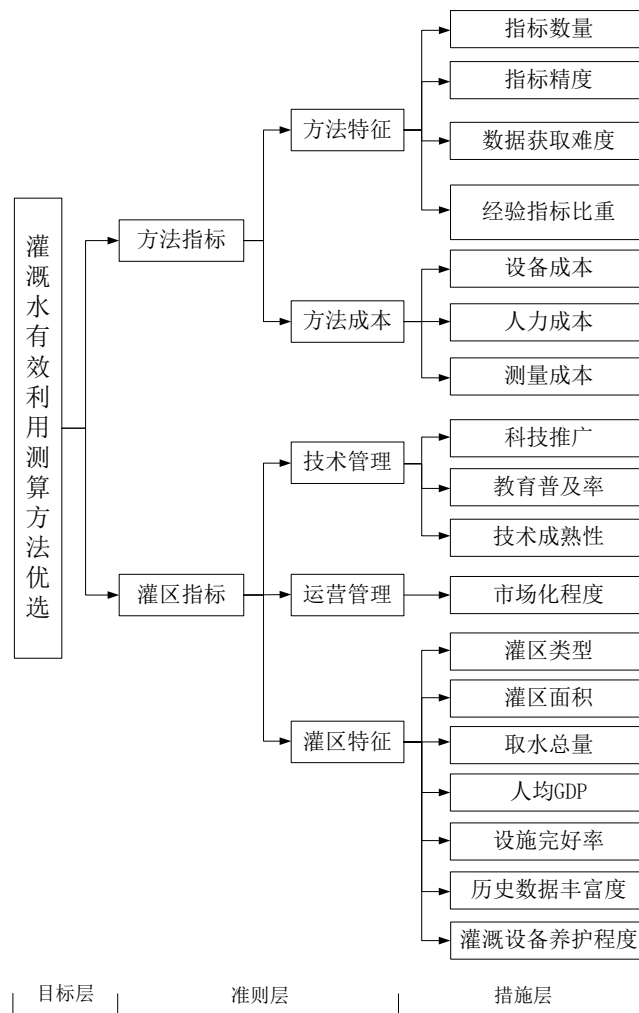 灌溉水有效利用测算方法优选
方法指标
方法特征
指标数量
指标精度
数据获取难度
经验指标比重
方法成本
设备成本
人力成本
测量成本
灌区指标
技术管理
科技推广
教育普及率
技术成熟性
运营管理
市场化程度
灌区特征
灌区类型
灌区面积
取水总量
人均GDP
设施完好率
历史数据丰富度
灌溉设备养护程度
目标层
准则层
措施层